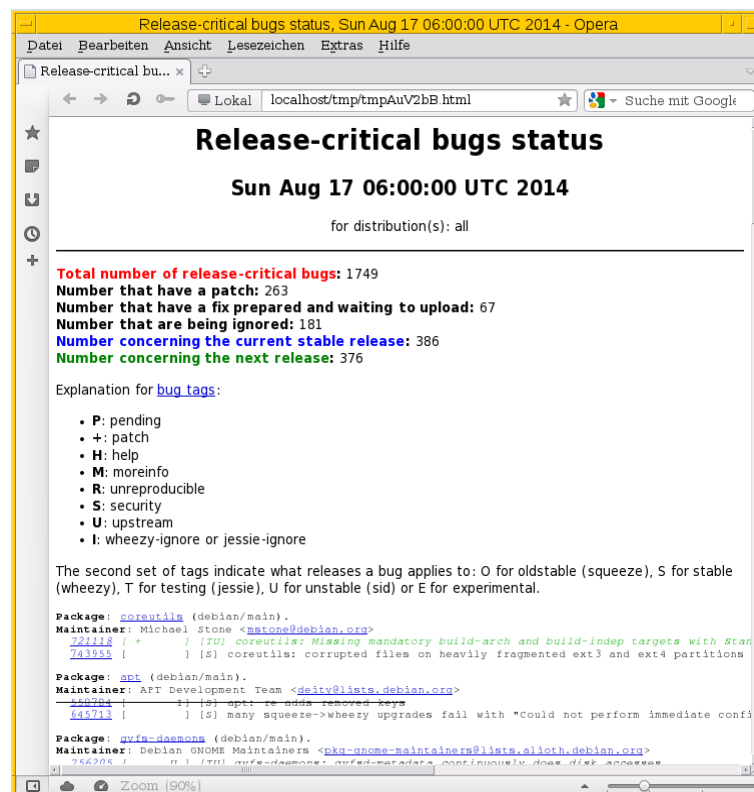 Release-critical bugs status, Sun Aug 17 06:00:00 UTC 2014 - Opera
Datei Bearbeiten Ansicht Lesezeichen Extras Hilfe
Release-critical bu... ×
Lokal localhost/tmp/tmpAuV2bB.html Suche mit Google
Release-critical bugs status
Sun Aug 17 06:00:00 UTC 2014
for distribution(s): all
Total number of release-critical bugs: 1749
Number that have a patch: 263
Number that have a fix prepared and waiting to upload: 67
Number that are being ignored: 181
Number concerning the current stable release: 386
Number concerning the next release: 376
Explanation for bug tags:
• P: pending
• +: patch
• H: help
• M: moreinfo
• R: unreproducible
• S: security
• U: upstream
• I: wheezy-ignore or jessie-ignore
The second set of tags indicate what releases a bug applies to: O for oldstable (squeeze), S for stable
(wheezy), T for testing (jessie), U for unstable (sid) or E for experimental.
Package: coreutils (debian/main).
Maintainer: Michael Stone <mstone@debian.org>
721118 [ + ] [TU] coreutils: Missing mandatory build-arch and build-indep targets with Stan
743955 [ ] [S] coreutils: corrupted files on heavily fragmented ext3 and ext4 partitions
Package: apt (debian/main).
Maintainer: APT Development Team <deity@lists.debian.org>
558784 [ I] [S] apt: re adds removed keys
645713 [ ] [S] many squeeze->wheezy upgrades fail with "Could not perform immediate confi
Package: gvfs-daemons (debian/main).
Maintainer: Debian GNOME Maintainers <pkg-gnome-maintainers@lists.alioth.debian.org>
756205 [ U ] [TU] gvfs-daemons: gvfsd-metadata continuously does disk accesses
Zoom (90%)